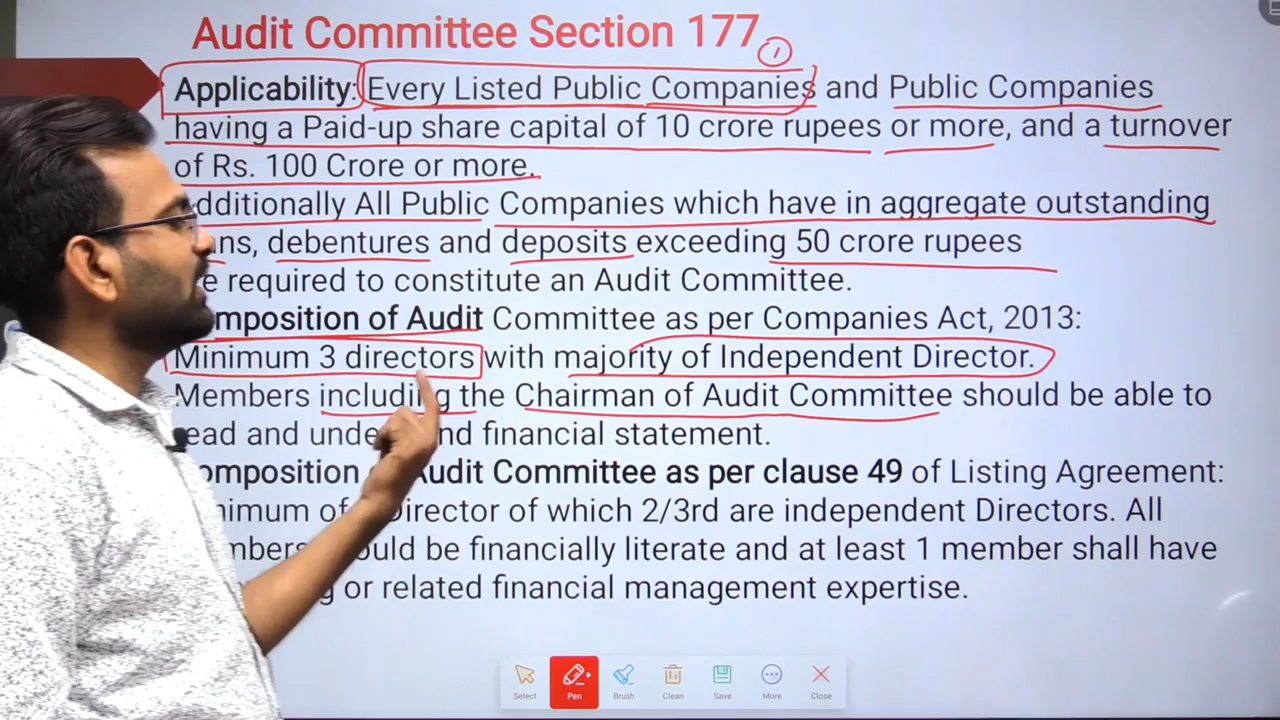 Audit Committee Section 177
1
Applicability: Every Listed Public Companies and Public Companies
having a Paid-up share capital of 10 crore rupees or more, and a turnover
of Rs. 100 Crore or more.
dditionally All Public Companies which have in aggregate outstanding
ns, debentures and deposits exceeding 50 crore rupees
e required to constitute an Audit Committee.
mposition of Audit Committee as per Companies Act, 2013:
Minimum 3 directors with majority of Independent Director.
Members including the Chairman of Audit Committee should be able to
ead and unde nd financial statement.
omposition Audit Committee as per clause 49 of Listing Agreement:
nimum of Director of which 2/3rd are independent Directors. All
mbers ould be financially literate and at least 1 member shall have
g or related financial management expertise.
Select Pen Brush Clean Save More Close